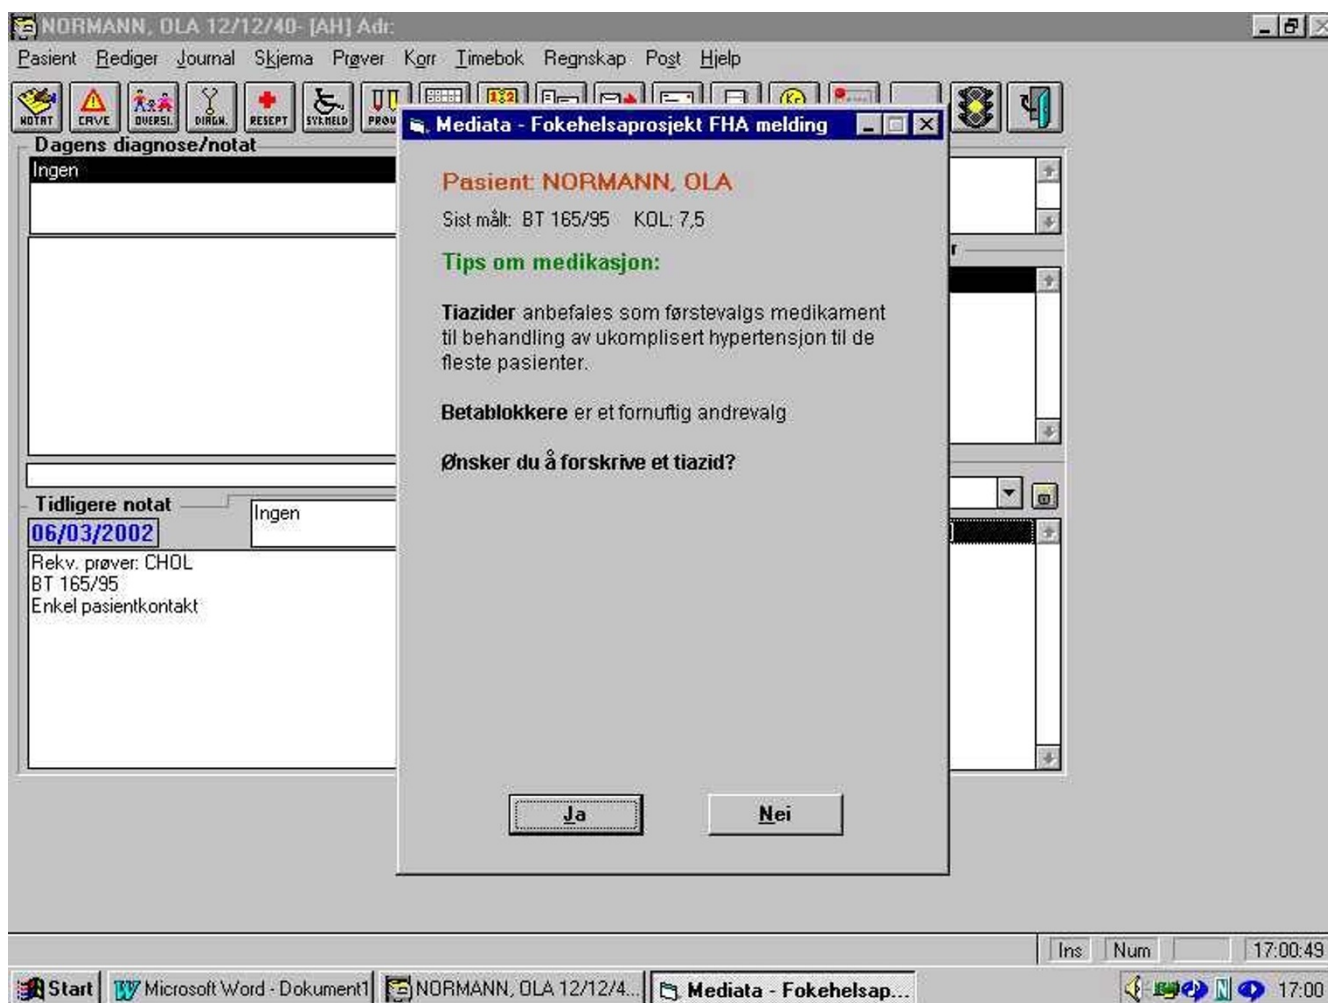 NORMANN, OLA 12/12/40- [AH] Adr:
Pasient Rediger Journal Skjema Prøver Korr Timebok Regnskap Post Hjelp
NOTAT CAVE OVERSI. DIAGN. RESEPT SYKMELD PRØV
Mediata - Fokehelsaprosjekt FHA melding
Dagens diagnose/notat
Ingen
Pasient: NORMANN, OLA
Sist målt: BT 165/95 KOL: 7,5
Tips om medikasjon:
Tiazider anbefales som førstevalgs medikament
til behandling av ukomplisert hypertensjon til de
fleste pasienter.
Betablokkere er et fornuftig andrevalg
Ønsker du å forskrive et tiazid?
Tidligere notat
Ingen
06/03/2002
Rekv. prøver: CHOL
BT 165/95
Enkel pasientkontakt
Ja Nei
Ins Num 17:00:49
Start Microsoft Word - Dokument1 NORMANN, OLA 12/12/4... Mediata - Fokehelsap... 17:00